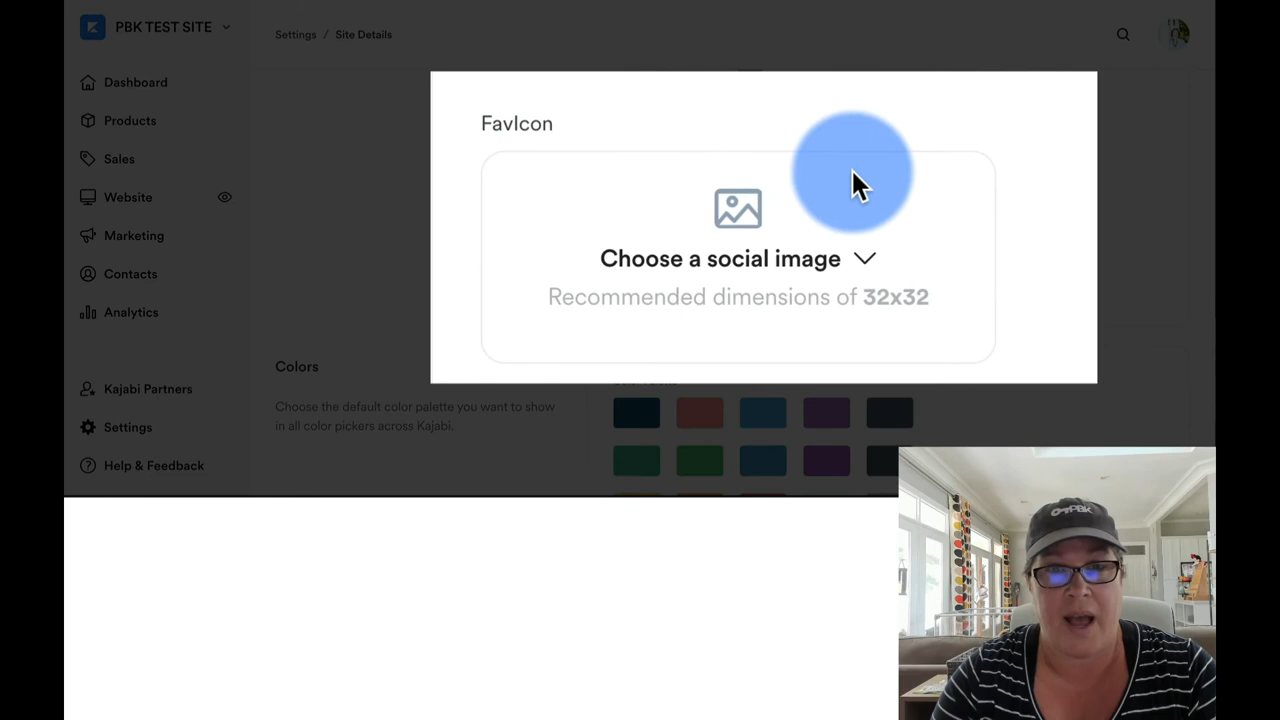 PBK TEST SITE
Settings / Site Details
Dashboard
Products
Sales
Website
Marketing
Contacts
Analytics
Kajabi Partners
Settings
Help & Feedback
FavIcon
Choose a social image
Recommended dimensions of 32x32
Colors
Choose the default color palette you want to show
in all color pickers across Kajabi.
PBK